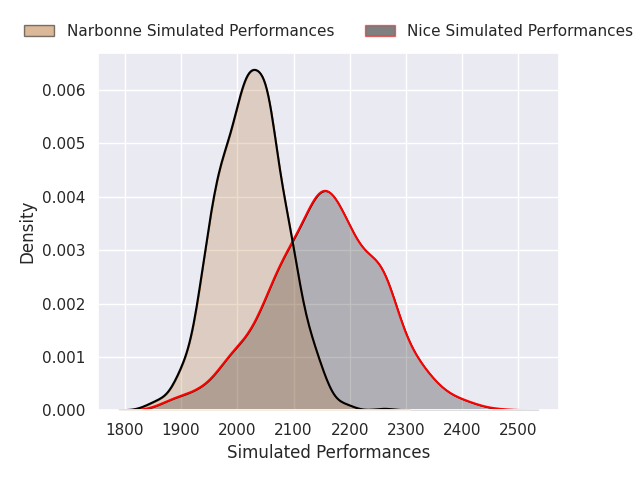 Narbonne Simulated Performances
Nice Simulated Performances
Density
0.006
0.005
0.004
0.003
0.002
0.001
0.000
1800 1900 2000 2100 2200 2300 2400 2500
Simulated Performances